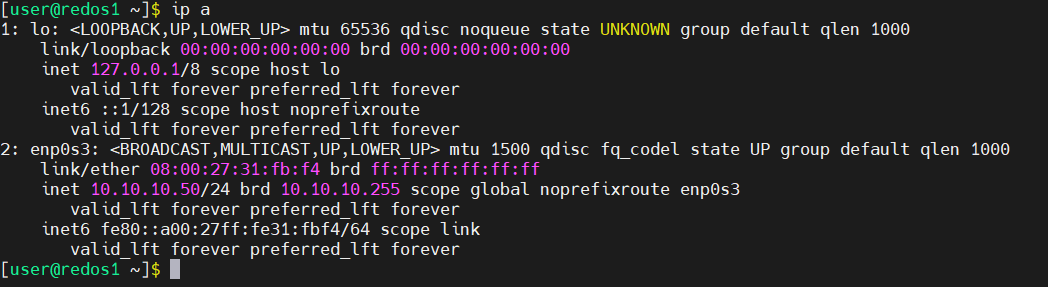 [user@redos1 ~]$ ip a
1: lo: <LOOPBACK,UP,LOWER_UP> mtu 65536 qdisc noqueue state UNKNOWN group default qlen 1000
    link/loopback 00:00:00:00:00:00 brd 00:00:00:00:00:00
    inet 127.0.0.1/8 scope host lo
       valid_lft forever preferred_lft forever
    inet6 ::1/128 scope host noprefixroute
       valid_lft forever preferred_lft forever
2: enp0s3: <BROADCAST,MULTICAST,UP,LOWER_UP> mtu 1500 qdisc fq_codel state UP group default qlen 1000
    link/ether 08:00:27:31:fb:f4 brd ff:ff:ff:ff:ff:ff
    inet 10.10.10.50/24 brd 10.10.10.255 scope global noprefixroute enp0s3
       valid_lft forever preferred_lft forever
    inet6 fe80::a00:27ff:fe31:fbf4/64 scope link
       valid_lft forever preferred_lft forever
[user@redos1 ~]$